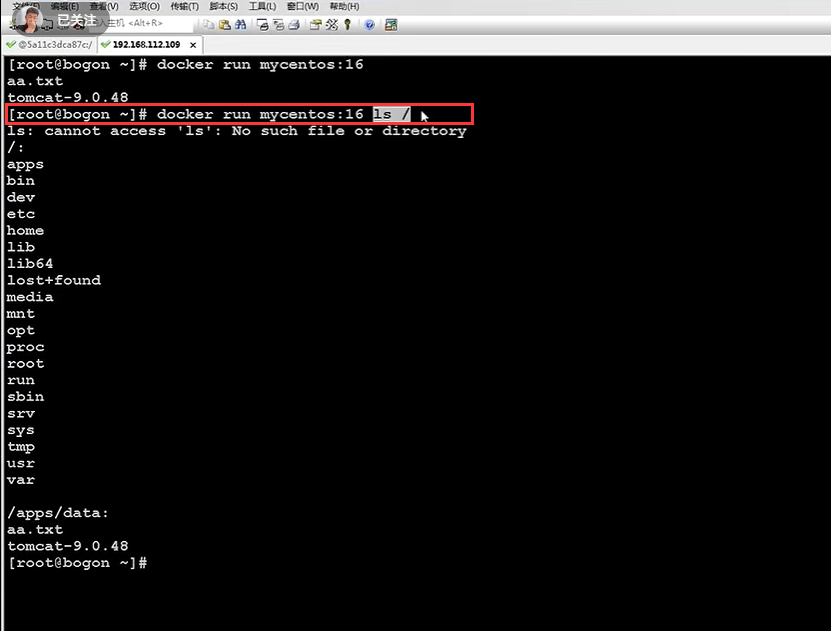 文件(F) 编辑(E) 查看(V) 选项(O) 传输(T) 脚本(S) 工具(L) 窗口(W) 帮助(H)
已关注
入主机 <Alt+R>
@5a11c3dca87c:/ 192.168.112.109 ×
[root@bogon ~]# docker run mycentos:16
aa.txt
tomcat-9.0.48
[root@bogon ~]# docker run mycentos:16 ls /
ls: cannot access 'ls': No such file or directory
/:
apps
bin
dev
etc
home
lib
lib64
lost+found
media
mnt
opt
proc
root
run
sbin
srv
sys
tmp
usr
var
/apps/data:
aa.txt
tomcat-9.0.48
[root@bogon ~]#